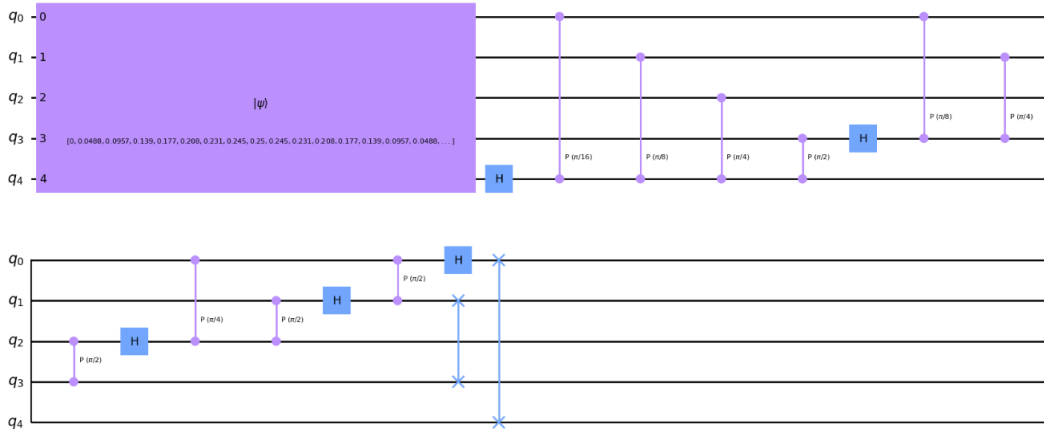 q₀ 0
q₁ 1
q₂ 2
|ψ⟩
q₃ 3
[0, 0.0488, 0.0957, 0.139, 0.177, 0.208, 0.231, 0.245, 0.25, 0.245, 0.231, 0.208, 0.177, 0.139, 0.0957, 0.0488, ...]
H
P (π/8)
P (π/4)
P (π/16)
P (π/8)
P (π/4)
P (π/2)
q₄ 4
H
q₀
H
P (π/2)
q₁
H
P (π/4)
P (π/2)
q₂
H
P (π/2)
q₃
q₄